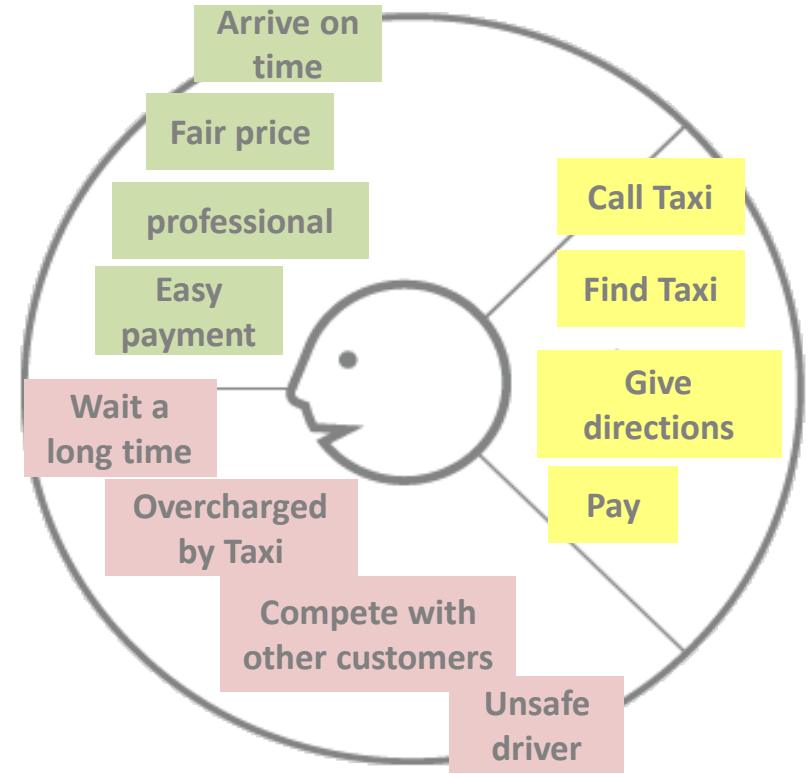 Arrive on
time
Fair price
professional
Easy
payment
Call Taxi
Find Taxi
Give
directions
Pay
Wait a
long time
Overcharged
by Taxi
Compete with
other customers
Unsafe
driver